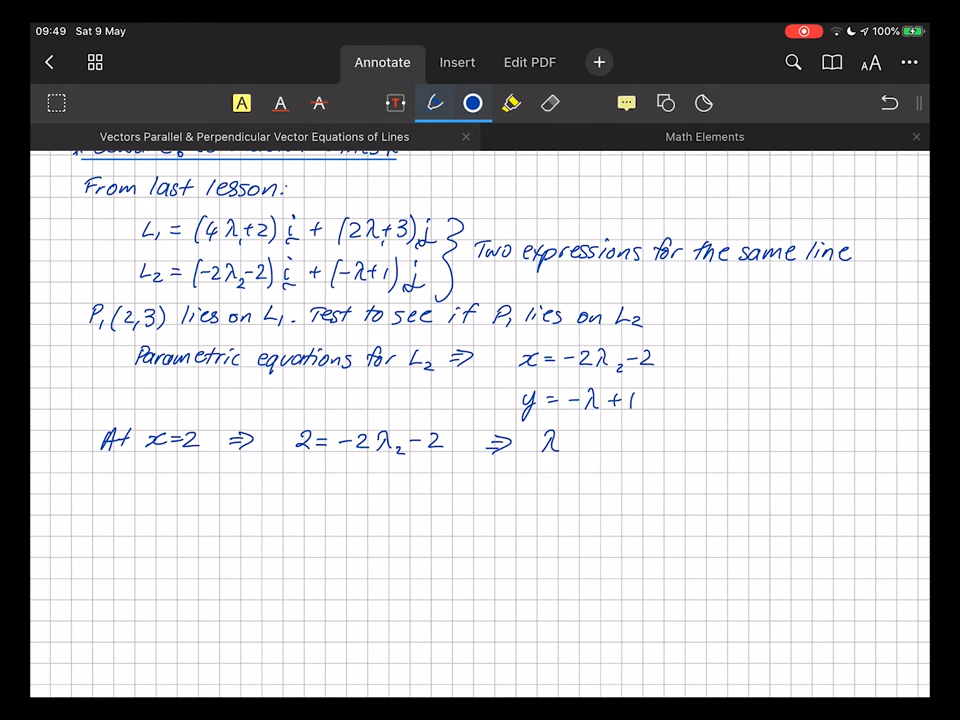 09:49 Sat 9 May 100%
Annotate Insert Edit PDF
Vectors Parallel & Perpendicular Vector Equations of Lines Math Elements
From last lesson:
L₁ = (4λ₁+2) i + (2λ₁+3) j } Two expressions for the same line
L₂ = (-2λ₂-2) i + (-λ+1) j
P₁(2,3) lies on L₁. Test to see if P₁ lies on L₂
Parametric equations for L₂ ⇒ x = -2λ₂-2
y = -λ+1
At x=2 ⇒ 2 = -2λ₂-2 ⇒ λ